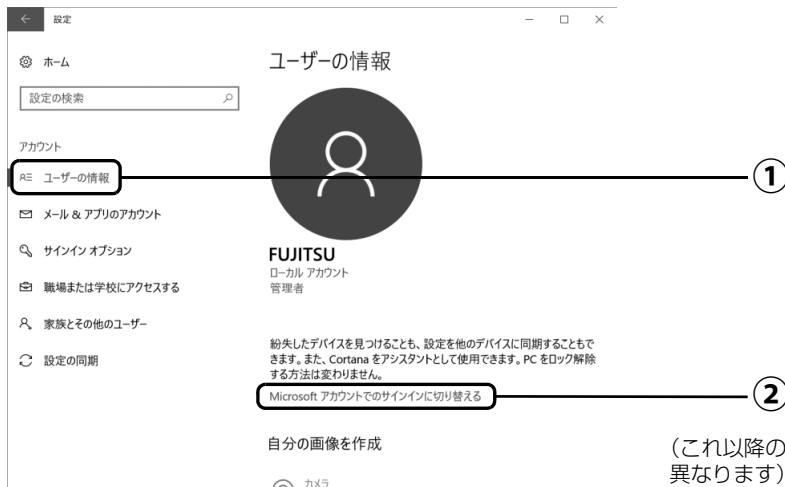 設定
ホーム
設定の検索
アカウント
ユーザーの情報
メール & アプリのアカウント
サインイン オプション
職場または学校にアクセスする
家族とその他のユーザー
設定の同期
ユーザーの情報
①
FUJITSU
ローカル アカウント
管理者
紛失したデバイスを見つけることも、設定を他のデバイスに同期することもで
きます。また、Cortana をアシスタントとして使用できます。PC をロック解除
する方法は変わりません。
Microsoft アカウントでのサインインに切り替える
②
自分の画像を作成
カメラ
（これ以降の
異なります）